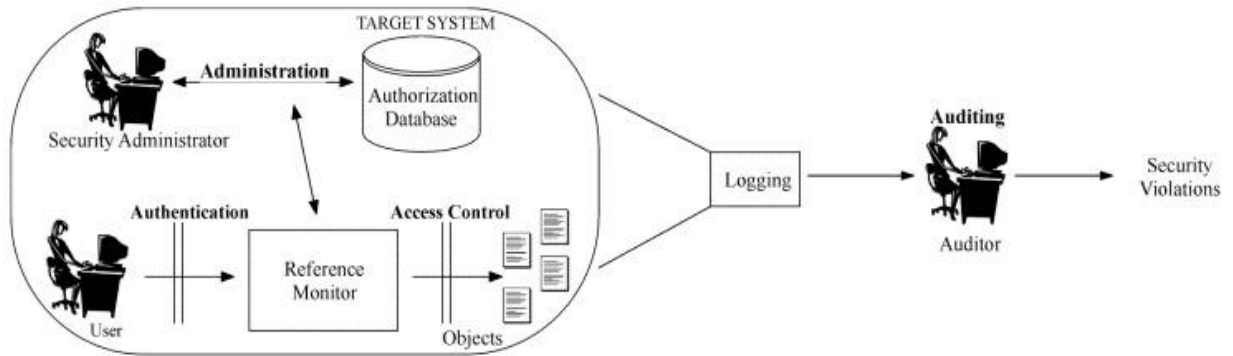 TARGET SYSTEM
Administration
Authorization
Database
Security Administrator
Authentication
Access Control
Reference
Monitor
User
Objects
Logging
Auditing
Auditor
Security
Violations